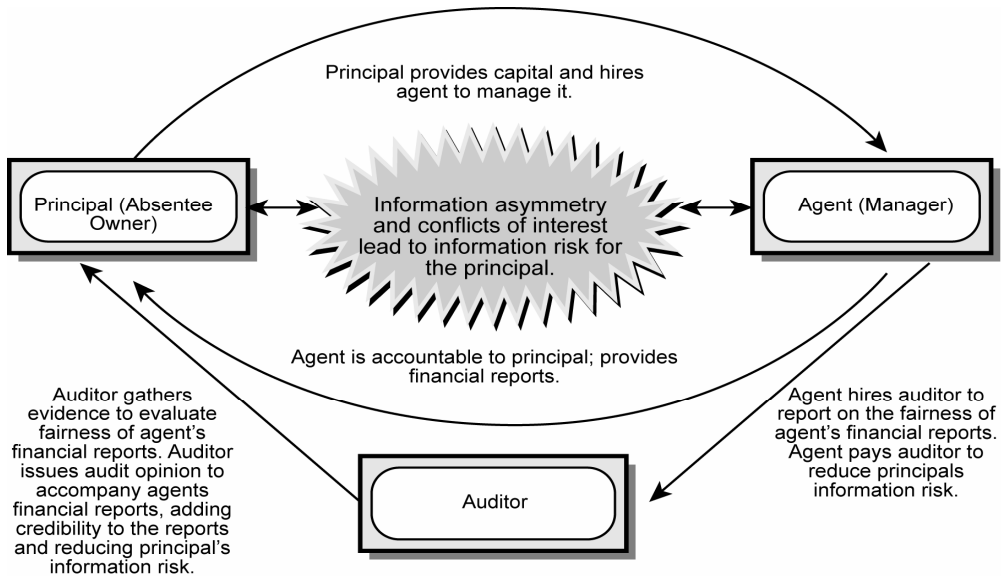 Principal provides capital and hires
agent to manage it.
Principal (Absentee
Owner)
Information asymmetry
and conflicts of interest
lead to information risk for
the principal.
Agent (Manager)
Agent is accountable to principal; provides
financial reports.
Auditor gathers
evidence to evaluate
fairness of agent's
financial reports. Auditor
issues audit opinion to
accompany agents
financial reports, adding
credibility to the reports
and reducing principal's
information risk.
Auditor
Agent hires auditor to
report on the fairness of
agent's financial reports.
Agent pays auditor to
reduce principals
information risk.